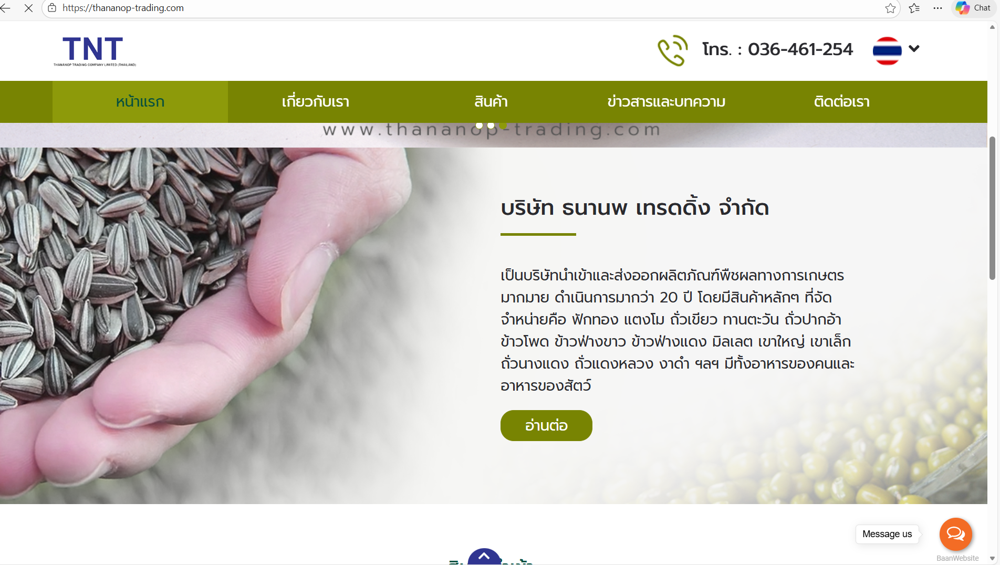 https://thananop-trading.com
Chat
TNT
THANANOP TRADING COMPANY LIMITED (THAILAND)
โทร. : 036-461-254
หน้าแรก
เกี่ยวกับเรา
สินค้า
ข่าวสารและบทความ
ติดต่อเรา
www.thananop-trading.com
บริษัท ธนานพ เทรดดิ้ง จำกัด
เป็นบริษัทนำเข้าและส่งออกผลิตภัณฑ์พืชผลทางการเกษตร
มากมาย ดำเนินการมากว่า 20 ปี โดยมีสินค้าหลักๆ ที่จัด
จำหน่ายคือ ฟักทอง แตงโม ถั่วเขียว ทานตะวัน ถั่วปากอ้า
ข้าวโพด ข้าวฟ่างขาว ข้าวฟ่างแดง มิลเลต เขาใหญ่ เขาเล็ก
ถั่วนางแดง ถั่วแดงหลวง งาดำ ฯลฯ มีทั้งอาหารของคนและ
อาหารของสัตว์
อ่านต่อ
Message us
BaanWebsite